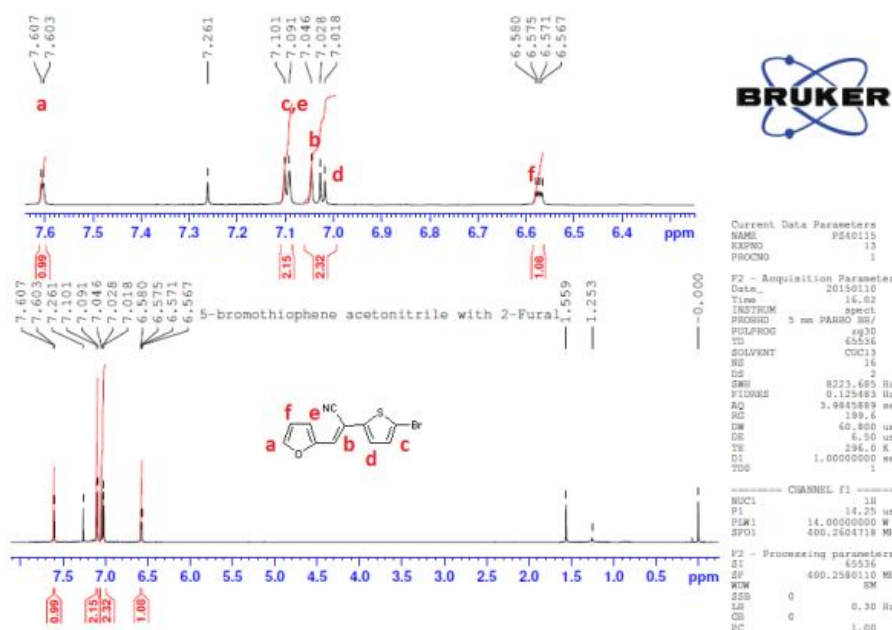 7.607
7.603
7.261
7.101
7.091
7.046
7.028
7.018
6.580
6.575
6.571
6.567
a
c,e
b
d
f
7.6 7.5 7.4 7.3 7.2 7.1 7.0 6.9 6.8 6.7 6.6 6.5 6.4 ppm
0.99
2.15
2.32
1.08
BRUKER
7.607
7.603
7.261
7.101
7.091
7.046
7.028
7.018
6.580
6.575
6.571
6.567
1.559
1.253
-0.000
5-bromothiophene acetonitrile with 2-Fural
NC
S
Br
O
f e
a
b
c
d
7.5 7.0 6.5 6.0 5.5 5.0 4.5 4.0 3.5 3.0 2.5 2.0 1.5 1.0 0.5 ppm
0.99
2.15
2.32
1.08
Current Data Parameters
NAME PS40115
EXPNO 13
PROCNO 1
F2 - Acquisition Parameter
Date_ 20150110
Time 16.02
INSTRUM spect
PROBHD 5 mm PABBO BB/
PULPROG zg30
TD 65536
SOLVENT CDCl3
NS 16
DS 2
SWH 8223.685 H
FIDRES 0.125483 H
AQ 3.9845889 se
RG 199.6
DW 60.800 us
DE 6.50 us
TE 296.0 K
D1 1.00000000 se
TD0 1
======== CHANNEL f1 =====
NUC1 1H
P1 14.25 us
PLW1 14.00000000 W
SFO1 400.2604718 M
F2 - Processing parameters
SI 65536
SF 400.2580110 M
WDW EM
SSB 0
LB 0.30 H
GB 0
PC 1.00